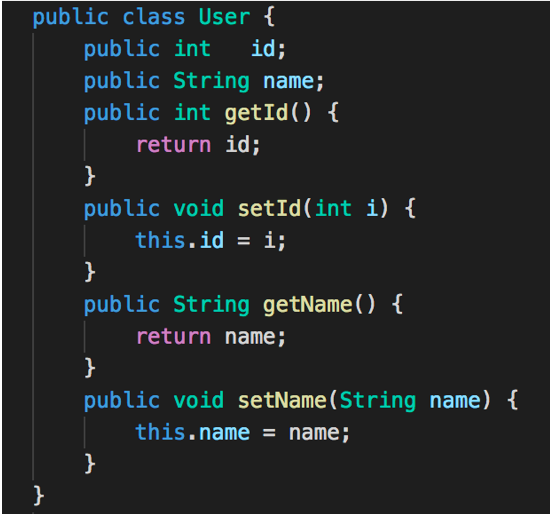 public class User {
    public int   id;
    public String name;
    public int getId() {
        return id;
    }
    public void setId(int i) {
        this.id = i;
    }
    public String getName() {
        return name;
    }
    public void setName(String name) {
        this.name = name;
    }
}